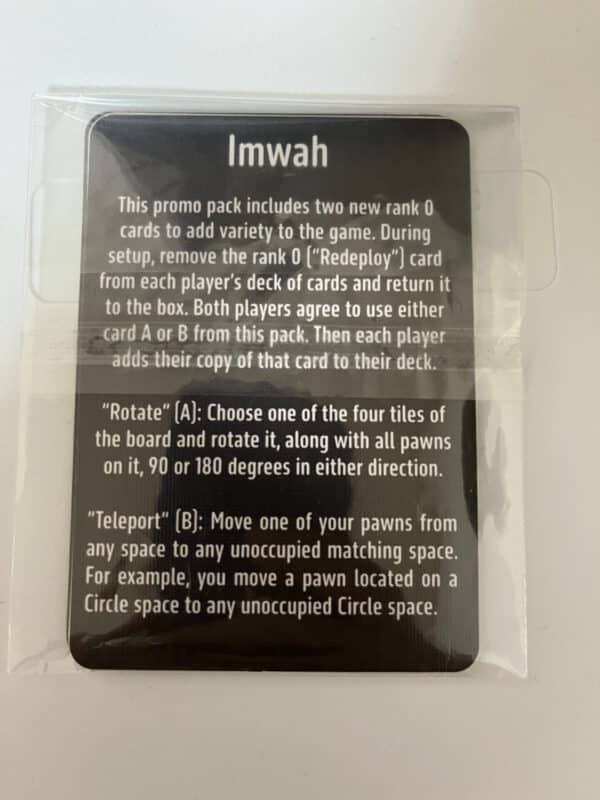 Imwah
This promo pack includes two new rank 0
cards to add variety to the game. During
setup, remove the rank 0 ("Redeploy") card
from each player's deck of cards and return it
to the box. Both players agree to use either
card A or B from this pack. Then each player
adds their copy of that card to their deck.
"Rotate" (A): Choose one of the four tiles of
the board and rotate it, along with all pawns
on it, 90 or 180 degrees in either direction.
"Teleport" (B): Move one of your pawns from
any space to any unoccupied matching space.
For example, you move a pawn located on a
Circle space to any unoccupied Circle space.